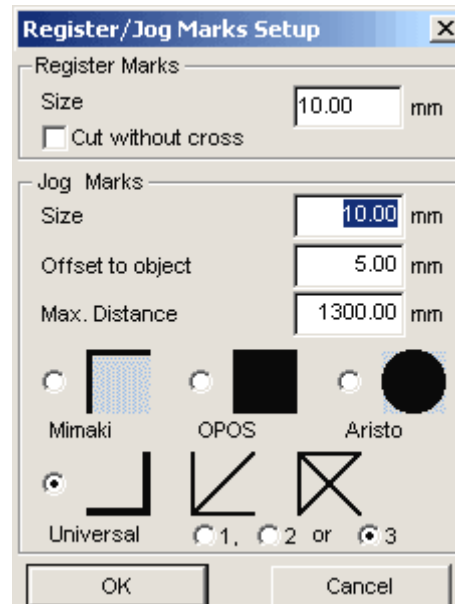 Register/Jog Marks Setup
Register Marks
Size 10.00 mm
Cut without cross
Jog Marks
Size 10.00 mm
Offset to object 5.00 mm
Max. Distance 1300.00 mm
Mimaki OPOS Aristo
Universal 1, 2 or 3
OK Cancel